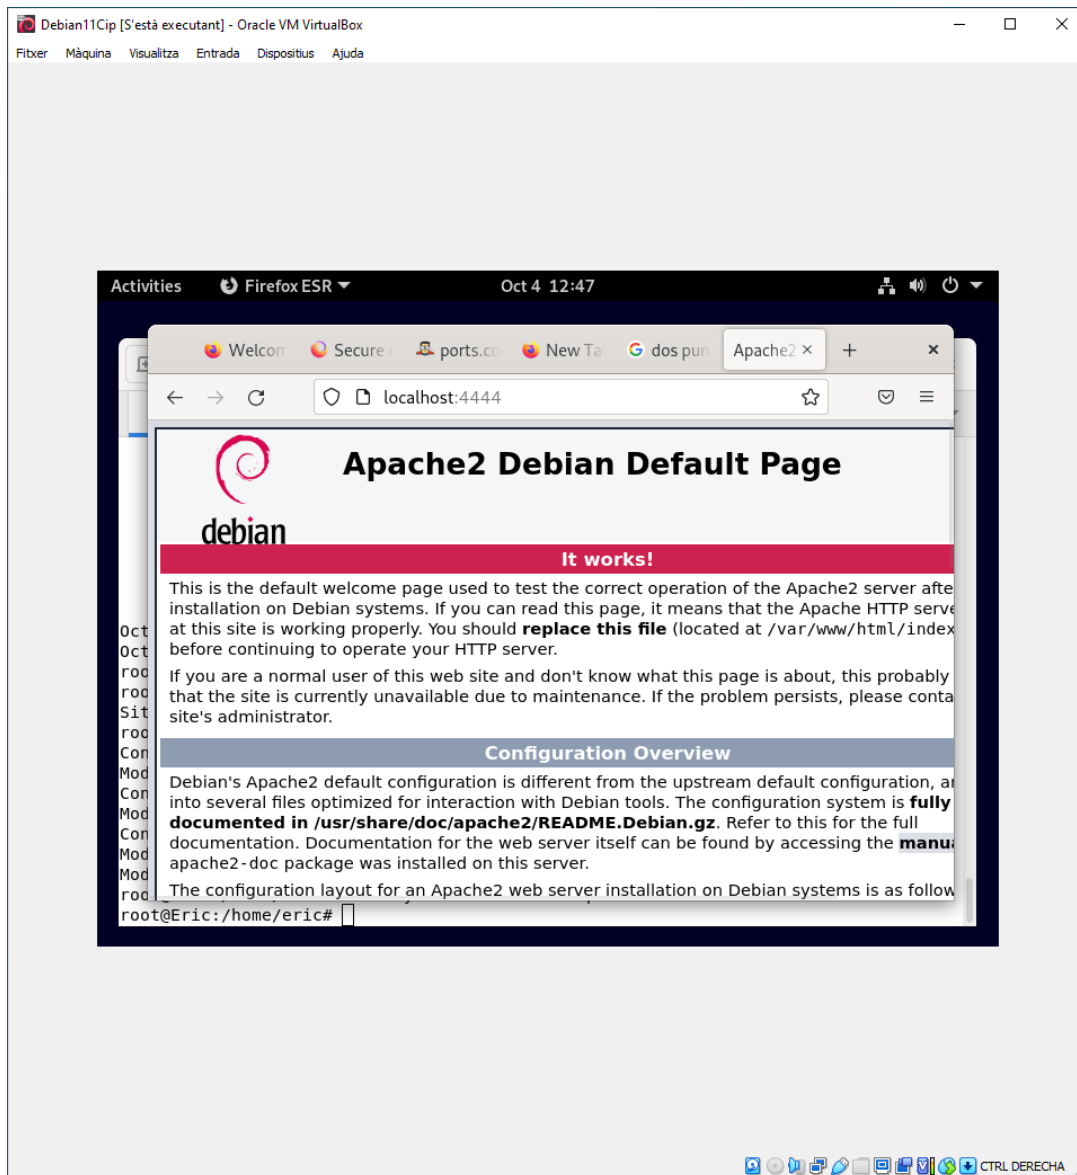 Debian11Cip [S'està executant] - Oracle VM VirtualBox
Fitxer Màquina Visualitza Entrada Dispositius Ajuda
Activities Firefox ESR Oct 4 12:47
Welcom Secure ports.co New Ta dos pun Apache2
localhost:4444
debian
Apache2 Debian Default Page
It works!
This is the default welcome page used to test the correct operation of the Apache2 server afte
installation on Debian systems. If you can read this page, it means that the Apache HTTP serve
at this site is working properly. You should replace this file (located at /var/www/html/index
before continuing to operate your HTTP server.
If you are a normal user of this web site and don't know what this page is about, this probably
that the site is currently unavailable due to maintenance. If the problem persists, please conta
site's administrator.
Configuration Overview
Debian's Apache2 default configuration is different from the upstream default configuration, a
into several files optimized for interaction with Debian tools. The configuration system is fully
documented in /usr/share/doc/apache2/README.Debian.gz. Refer to this for the full
documentation. Documentation for the web server itself can be found by accessing the manua
apache2-doc package was installed on this server.
The configuration layout for an Apache2 web server installation on Debian systems is as follow
Oct
Oct
roo
roo
Sit
roo
Con
Mod
Con
Mod
Con
Mod
Mod
roo
root@Eric:/home/eric#
CTRL DERECHA